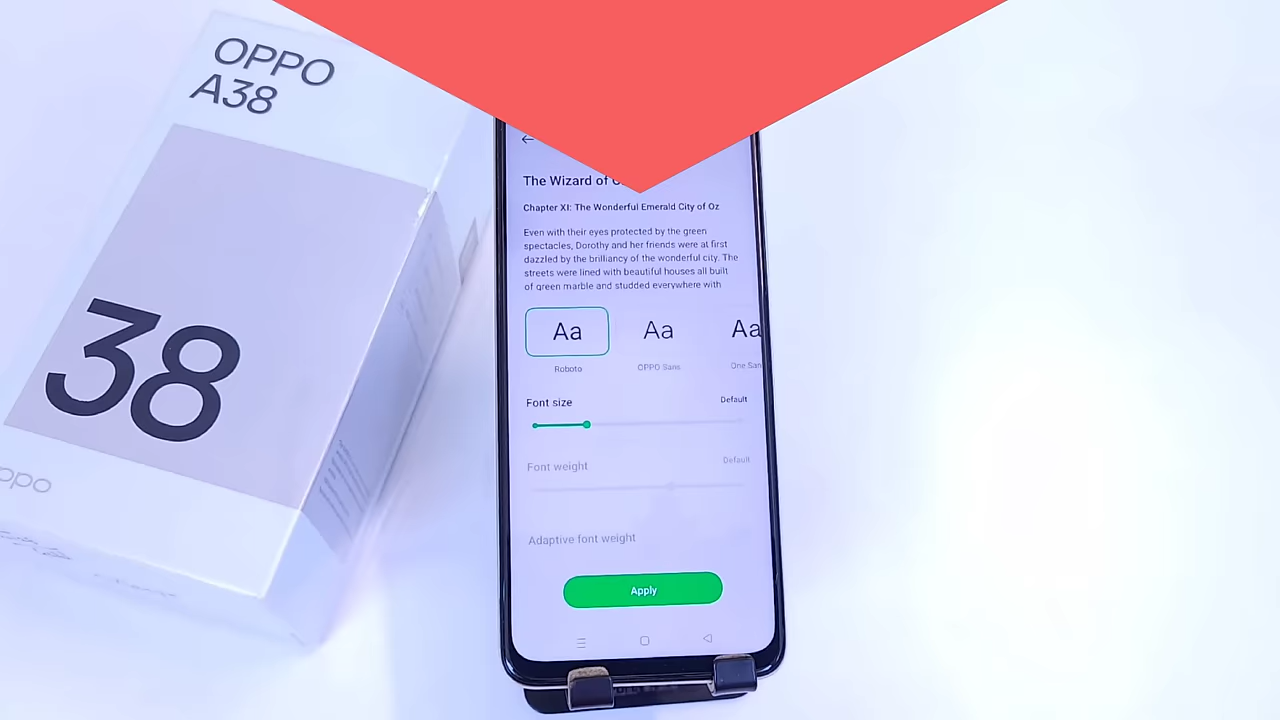 OPPO
A38
38
oppo
The Wizard of
Chapter XI: The Wonderful Emerald City of Oz
Even with their eyes protected by the green
spectacles, Dorothy and her friends were at first
dazzled by the brilliancy of the wonderful city. The
streets were lined with beautiful houses all built
of green marble and studded everywhere with
Aa
Aa
Aa
Roboto
OPPO Sans
One San
Font size
Default
Font weight
Default
Adaptive font weight
Apply